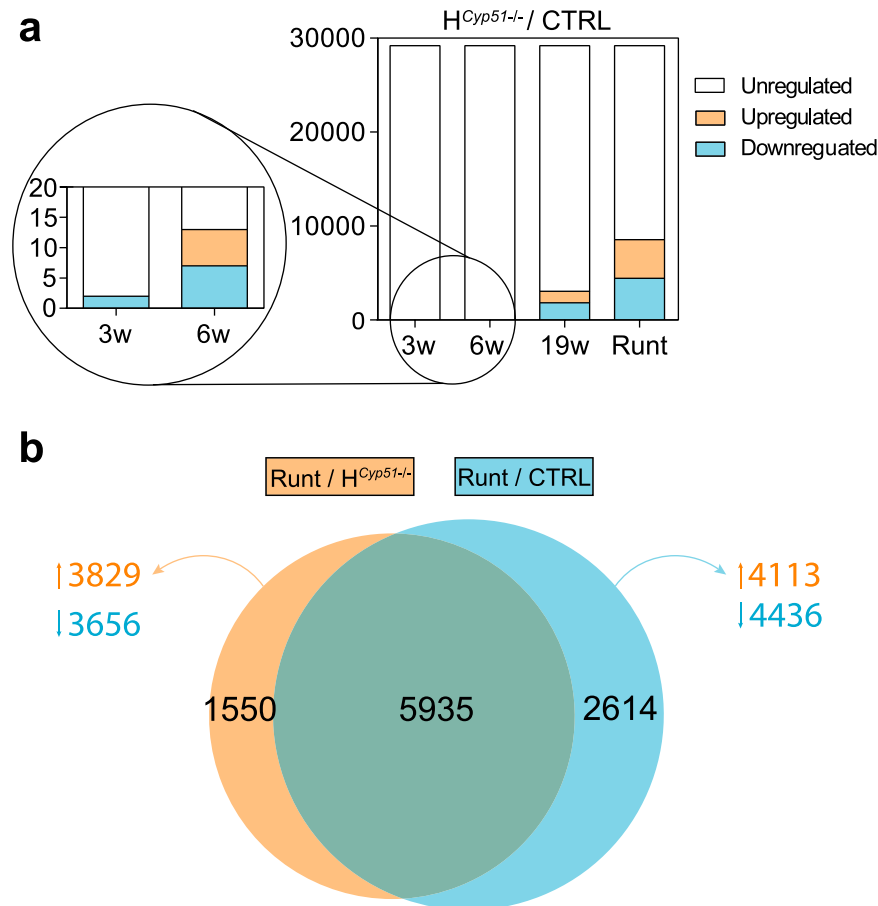 a
H^Cyp51-/- / CTRL
30000
20000
10000
0
3w 6w 19w Runt
Unregulated
Upregulated
Downreguated
20
15
10
5
0
3w 6w
b
Runt / H^Cyp51-/-
Runt / CTRL
↑3829
↓3656
↑4113
↓4436
1550 5935 2614